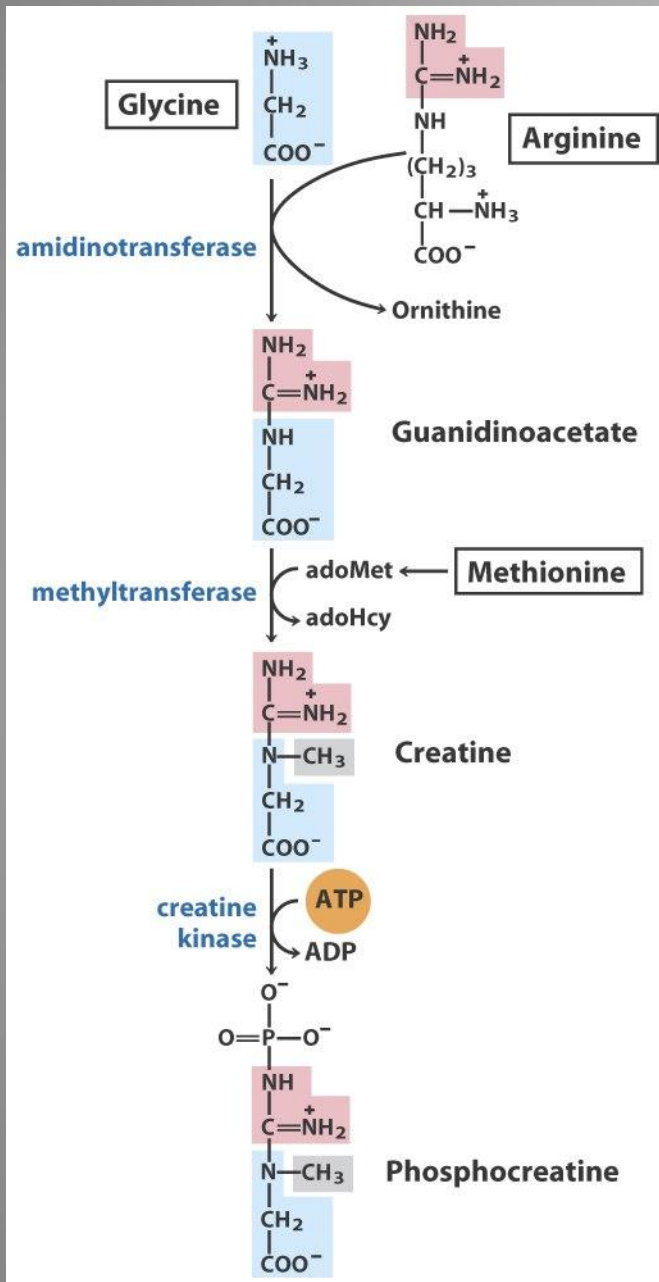 Glycine
+
NH3
CH2
COO−
NH2
+
C=NH2
NH
(CH2)3
+
CH—NH3
COO−
Arginine
amidinotransferase
Ornithine
NH2
+
C=NH2
NH
CH2
COO−
Guanidinoacetate
methyltransferase
adoMet
Methionine
adoHcy
NH2
+
C=NH2
N—CH3
CH2
COO−
Creatine
creatine
kinase
ATP
ADP
O−
O=P—O−
NH
+
C=NH2
N—CH3
CH2
COO−
Phosphocreatine